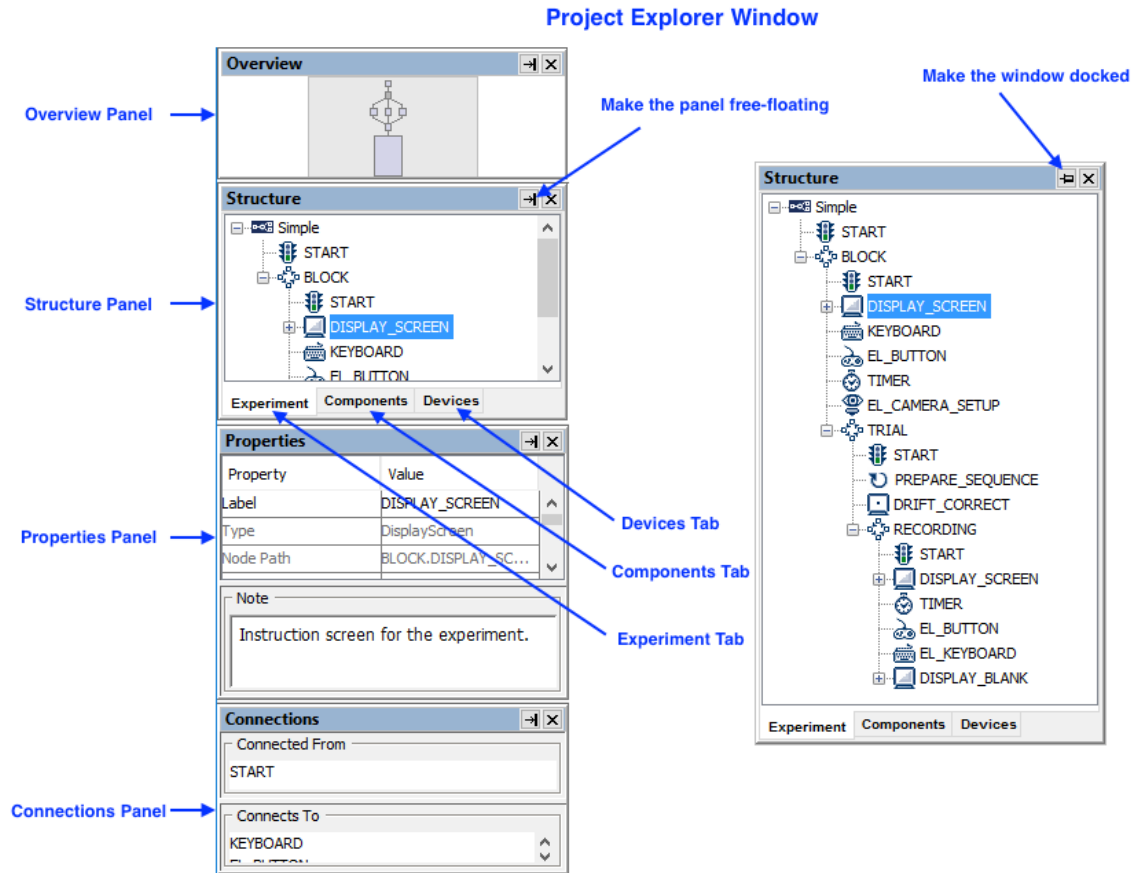 Project Explorer Window
Overview
Overview Panel
Make the panel free-floating
Make the window docked
Structure
Simple
START
BLOCK
START
DISPLAY_SCREEN
KEYBOARD
EL_BUTTON
Structure Panel
Experiment Components Devices
Properties
Property Value
Label DISPLAY_SCREEN
Type DisplayScreen
Node Path BLOCK.DISPLAY_SC...
Properties Panel
Note
Instruction screen for the experiment.
Devices Tab
Components Tab
Experiment Tab
Connections
Connected From
START
Connections Panel
Connects To
KEYBOARD
EL_BUTTON
Structure
Simple
START
BLOCK
START
DISPLAY_SCREEN
KEYBOARD
EL_BUTTON
TIMER
EL_CAMERA_SETUP
TRIAL
START
PREPARE_SEQUENCE
DRIFT_CORRECT
RECORDING
START
DISPLAY_SCREEN
TIMER
EL_BUTTON
EL_KEYBOARD
DISPLAY_BLANK
Experiment Components Devices